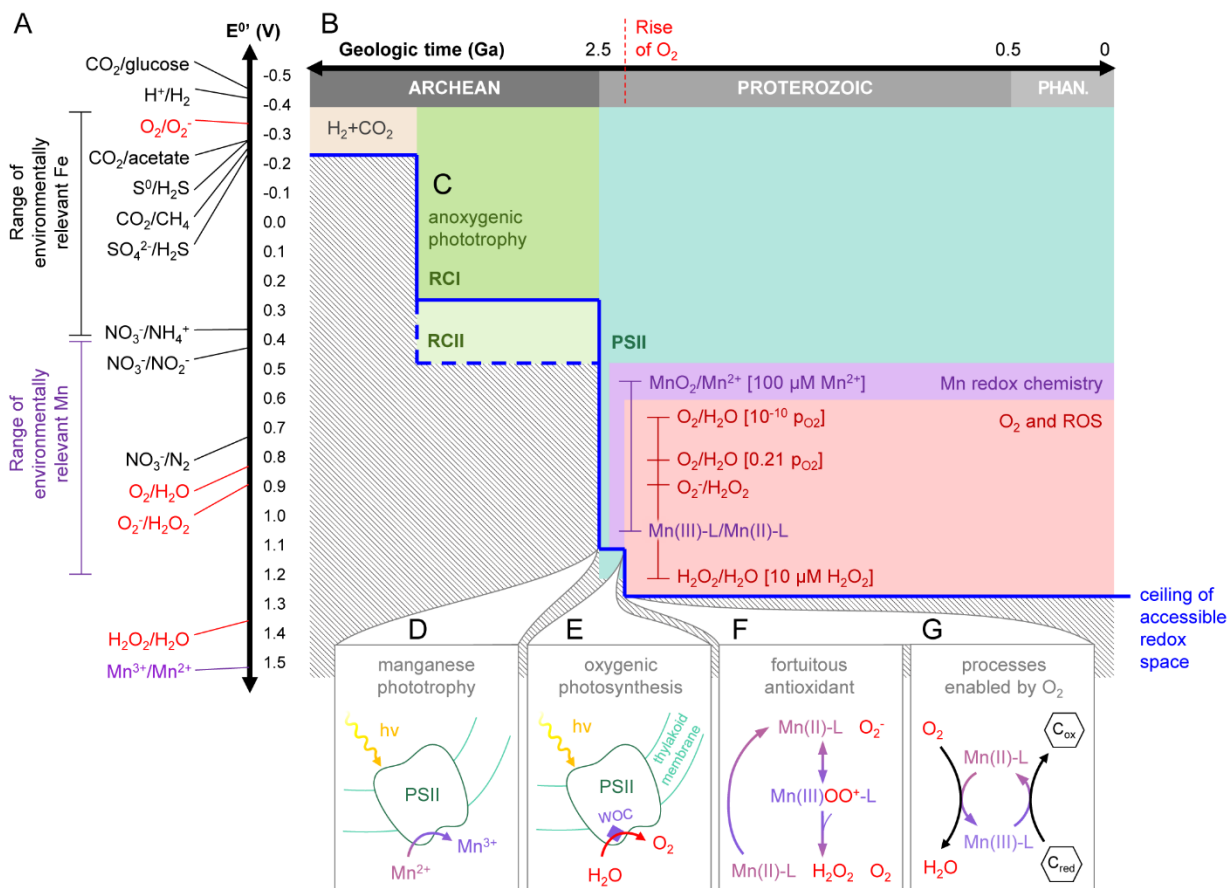 A
E⁰' (V)
CO₂/glucose
H⁺/H₂
O₂/O₂⁻
CO₂/acetate
S⁰/H₂S
CO₂/CH₄
SO₄²⁻/H₂S
NO₃⁻/NH₄⁺
NO₃⁻/NO₂⁻
NO₃⁻/N₂
O₂/H₂O
O₂⁻/H₂O₂
H₂O₂/H₂O
Mn³⁺/Mn²⁺
Range of
environmentally
relevant Fe
Range of
environmentally
relevant Mn
-0.5
-0.4
-0.3
-0.2
-0.1
0.0
0.1
0.2
0.3
0.4
0.5
0.6
0.7
0.8
0.9
1.0
1.1
1.2
1.3
1.4
1.5
B
Rise
of O₂
Geologic time (Ga)
2.5
0.5
0
ARCHEAN
PROTEROZOIC
PHAN.
H₂+CO₂
C
anoxygenic
phototrophy
RCI
RCII
PSII
MnO₂/Mn²⁺ [100 µM Mn²⁺]
Mn redox chemistry
O₂/H₂O [10⁻¹⁰ p_O₂]
O₂ and ROS
O₂/H₂O [0.21 p_O₂]
O₂⁻/H₂O₂
Mn(III)-L/Mn(II)-L
H₂O₂/H₂O [10 µM H₂O₂]
ceiling of
accessible
redox
space
D
manganese
phototrophy
hν
PSII
Mn²⁺
Mn³⁺
E
oxygenic
photosynthesis
hν
thylakoid
membrane
PSII
WOC
H₂O
O₂
F
fortuitous
antioxidant
Mn(II)-L
O₂⁻
Mn(III)OO⁺-L
Mn(II)-L
H₂O₂
O₂
G
processes
enabled by O₂
O₂
C_ox
Mn(II)-L
Mn(III)-L
H₂O
C_red